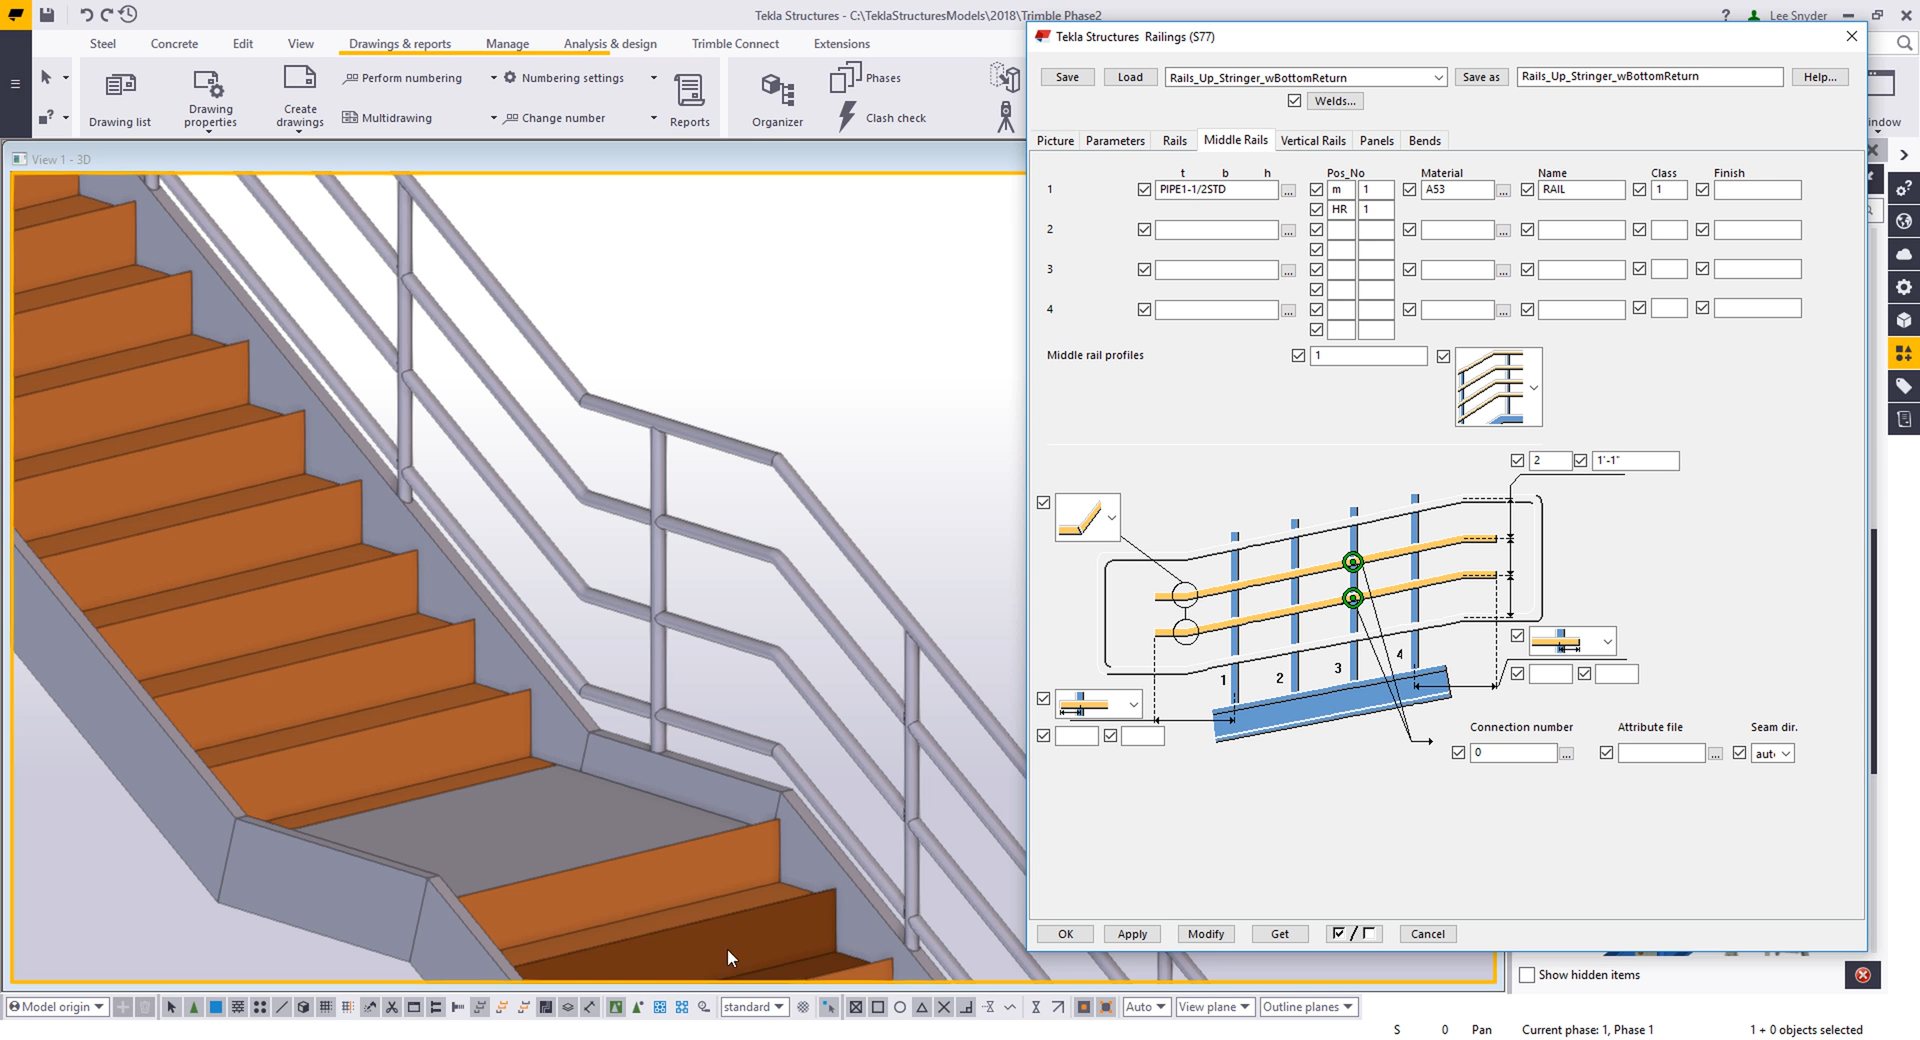 Tekla Structures - C:\TeklaStructuresModels\2018\Trimble Phase2
? Lee Snyder
Steel Concrete Edit View Drawings & reports Manage Analysis & design Trimble Connect Extensions
Drawing list
Drawing properties
Create drawings
Perform numbering
Numbering settings
Multidrawing
Change number
Reports
Organizer
Phases
Clash check
indow
View 1 - 3D
Tekla Structures Railings (S77)
Save Load Rails_Up_Stringer_wBottomReturn Save as Rails_Up_Stringer_wBottomReturn Help...
Welds...
Picture Parameters Rails Middle Rails Vertical Rails Panels Bends
t b h Pos_No Material Name Class Finish
1 PIPE1-1/2STD ... m 1 A53 ... RAIL 1
HR 1
2 ... ...
3 ... ...
4 ... ...
Middle rail profiles 1
2 1'-1"
1 2 3 4
Connection number Attribute file Seam dir.
0 ... ... aut
OK Apply Modify Get / Cancel
Show hidden items
Model origin
standard
Auto
View plane
Outline planes
S 0 Pan Current phase: 1, Phase 1 1 + 0 objects selected